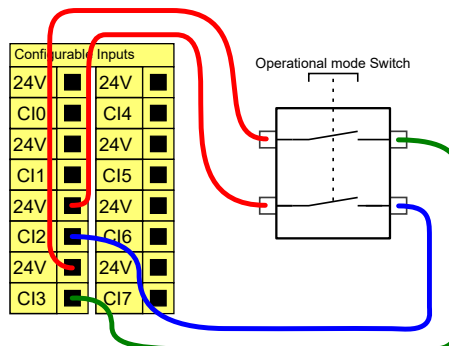 Configurable Inputs
Operational mode Switch
24V 24V
CI0 CI4
24V 24V
CI1 CI5
24V 24V
CI2 CI6
24V 24V
CI3 CI7